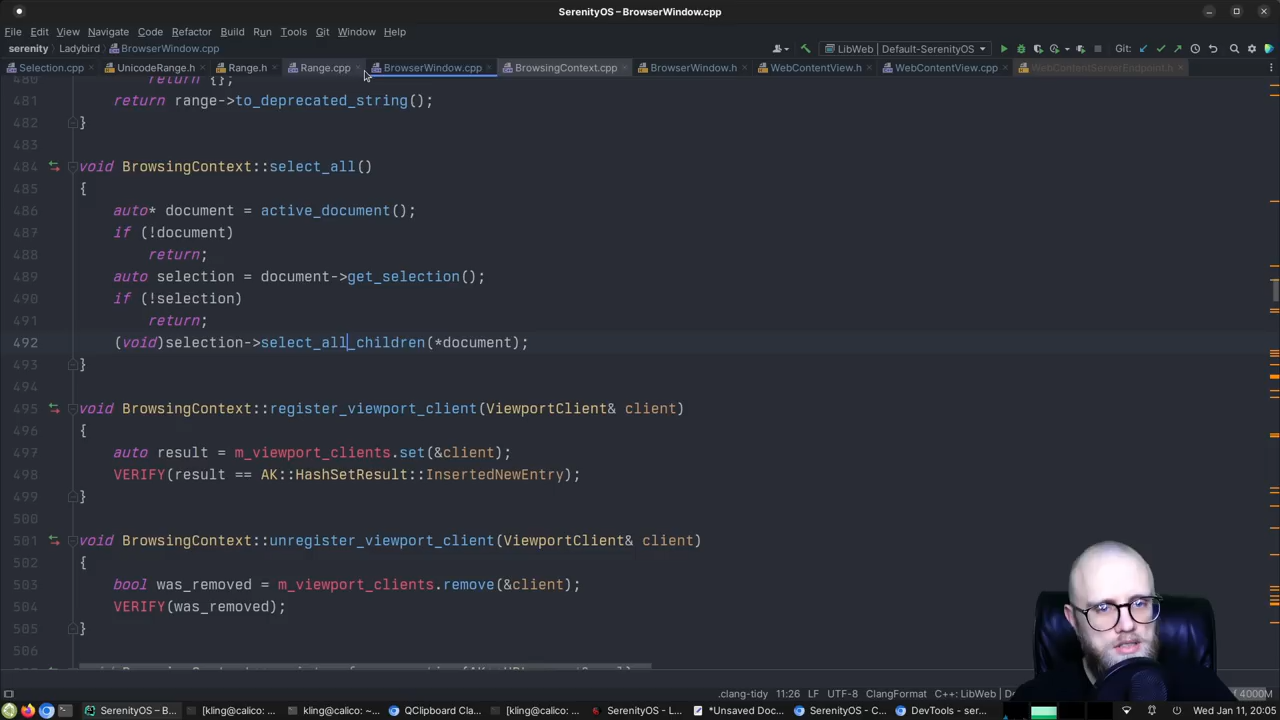 SerenityOS – BrowserWindow.cpp
File Edit View Navigate Code Refactor Build Run Tools Git Window Help
serenity Ladybird BrowserWindow.cpp LibWeb | Default-SerenityOS Git:
Selection.cpp UnicodeRange.h Range.h Range.cpp BrowserWindow.cpp BrowsingContext.cpp BrowserWindow.h WebContentView.h WebContentView.cpp WebContentServerEndpoint.h
480 return {};
481 return range->to_deprecated_string();
482 }
483
484 void BrowsingContext::select_all()
485 {
486 auto* document = active_document();
487 if (!document)
488 return;
489 auto selection = document->get_selection();
490 if (!selection)
491 return;
492 (void)selection->select_all_children(*document);
493 }
494
495 void BrowsingContext::register_viewport_client(ViewportClient& client)
496 {
497 auto result = m_viewport_clients.set(&client);
498 VERIFY(result == AK::HashSetResult::InsertedNewEntry);
499 }
500
501 void BrowsingContext::unregister_viewport_client(ViewportClient& client)
502 {
503 bool was_removed = m_viewport_clients.remove(&client);
504 VERIFY(was_removed);
505 }
506
.clang-tidy 11:26 LF UTF-8 ClangFormat C++: LibWeb 4000M
SerenityOS – B... [kling@calico:... [kling@calico: ~... QClipboard Clas... [kling@calico:... SerenityOS - La... *Unsaved Doc... SerenityOS - C... DevTools - ser... Wed Jan 11, 20:05